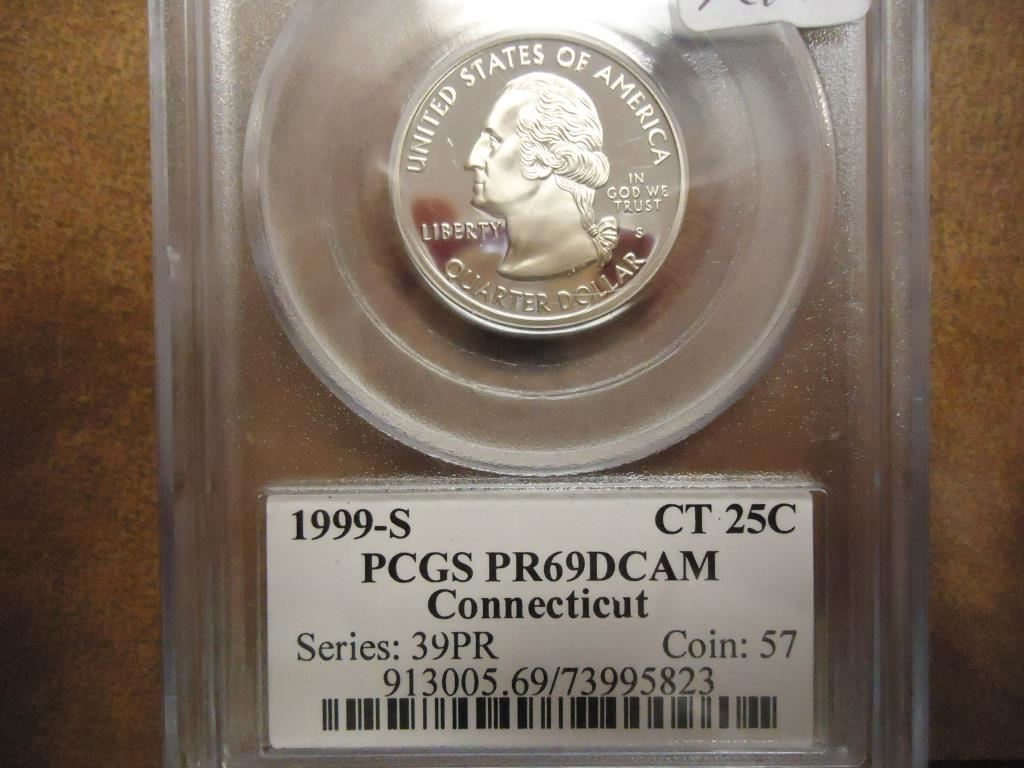 UNITED STATES OF AMERICA
IN
GOD WE
TRUST
LIBERTY
S
QUARTER DOLLAR
1999-S CT 25C
PCGS PR69DCAM
Connecticut
Series: 39PR Coin: 57
913005.69/73995823